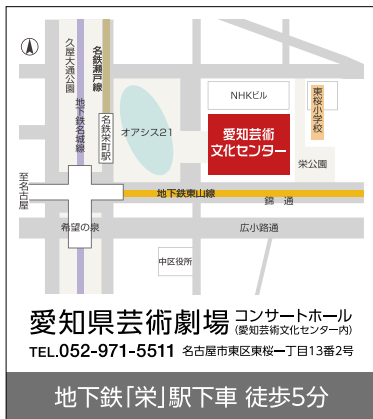 久屋大通公園
地下鉄名城線
名鉄瀬戸線
名鉄栄町駅
オアシス21
NHKビル
愛知芸術
文化センター
東桜小学校
栄公園
至名古屋
地下鉄東山線
錦通
希望の泉
広小路通
中区役所
愛知県芸術劇場 コンサートホール
(愛知芸術文化センター内)
TEL.052-971-5511 名古屋市東区東桜一丁目13番2号
地下鉄「栄」駅下車 徒歩5分